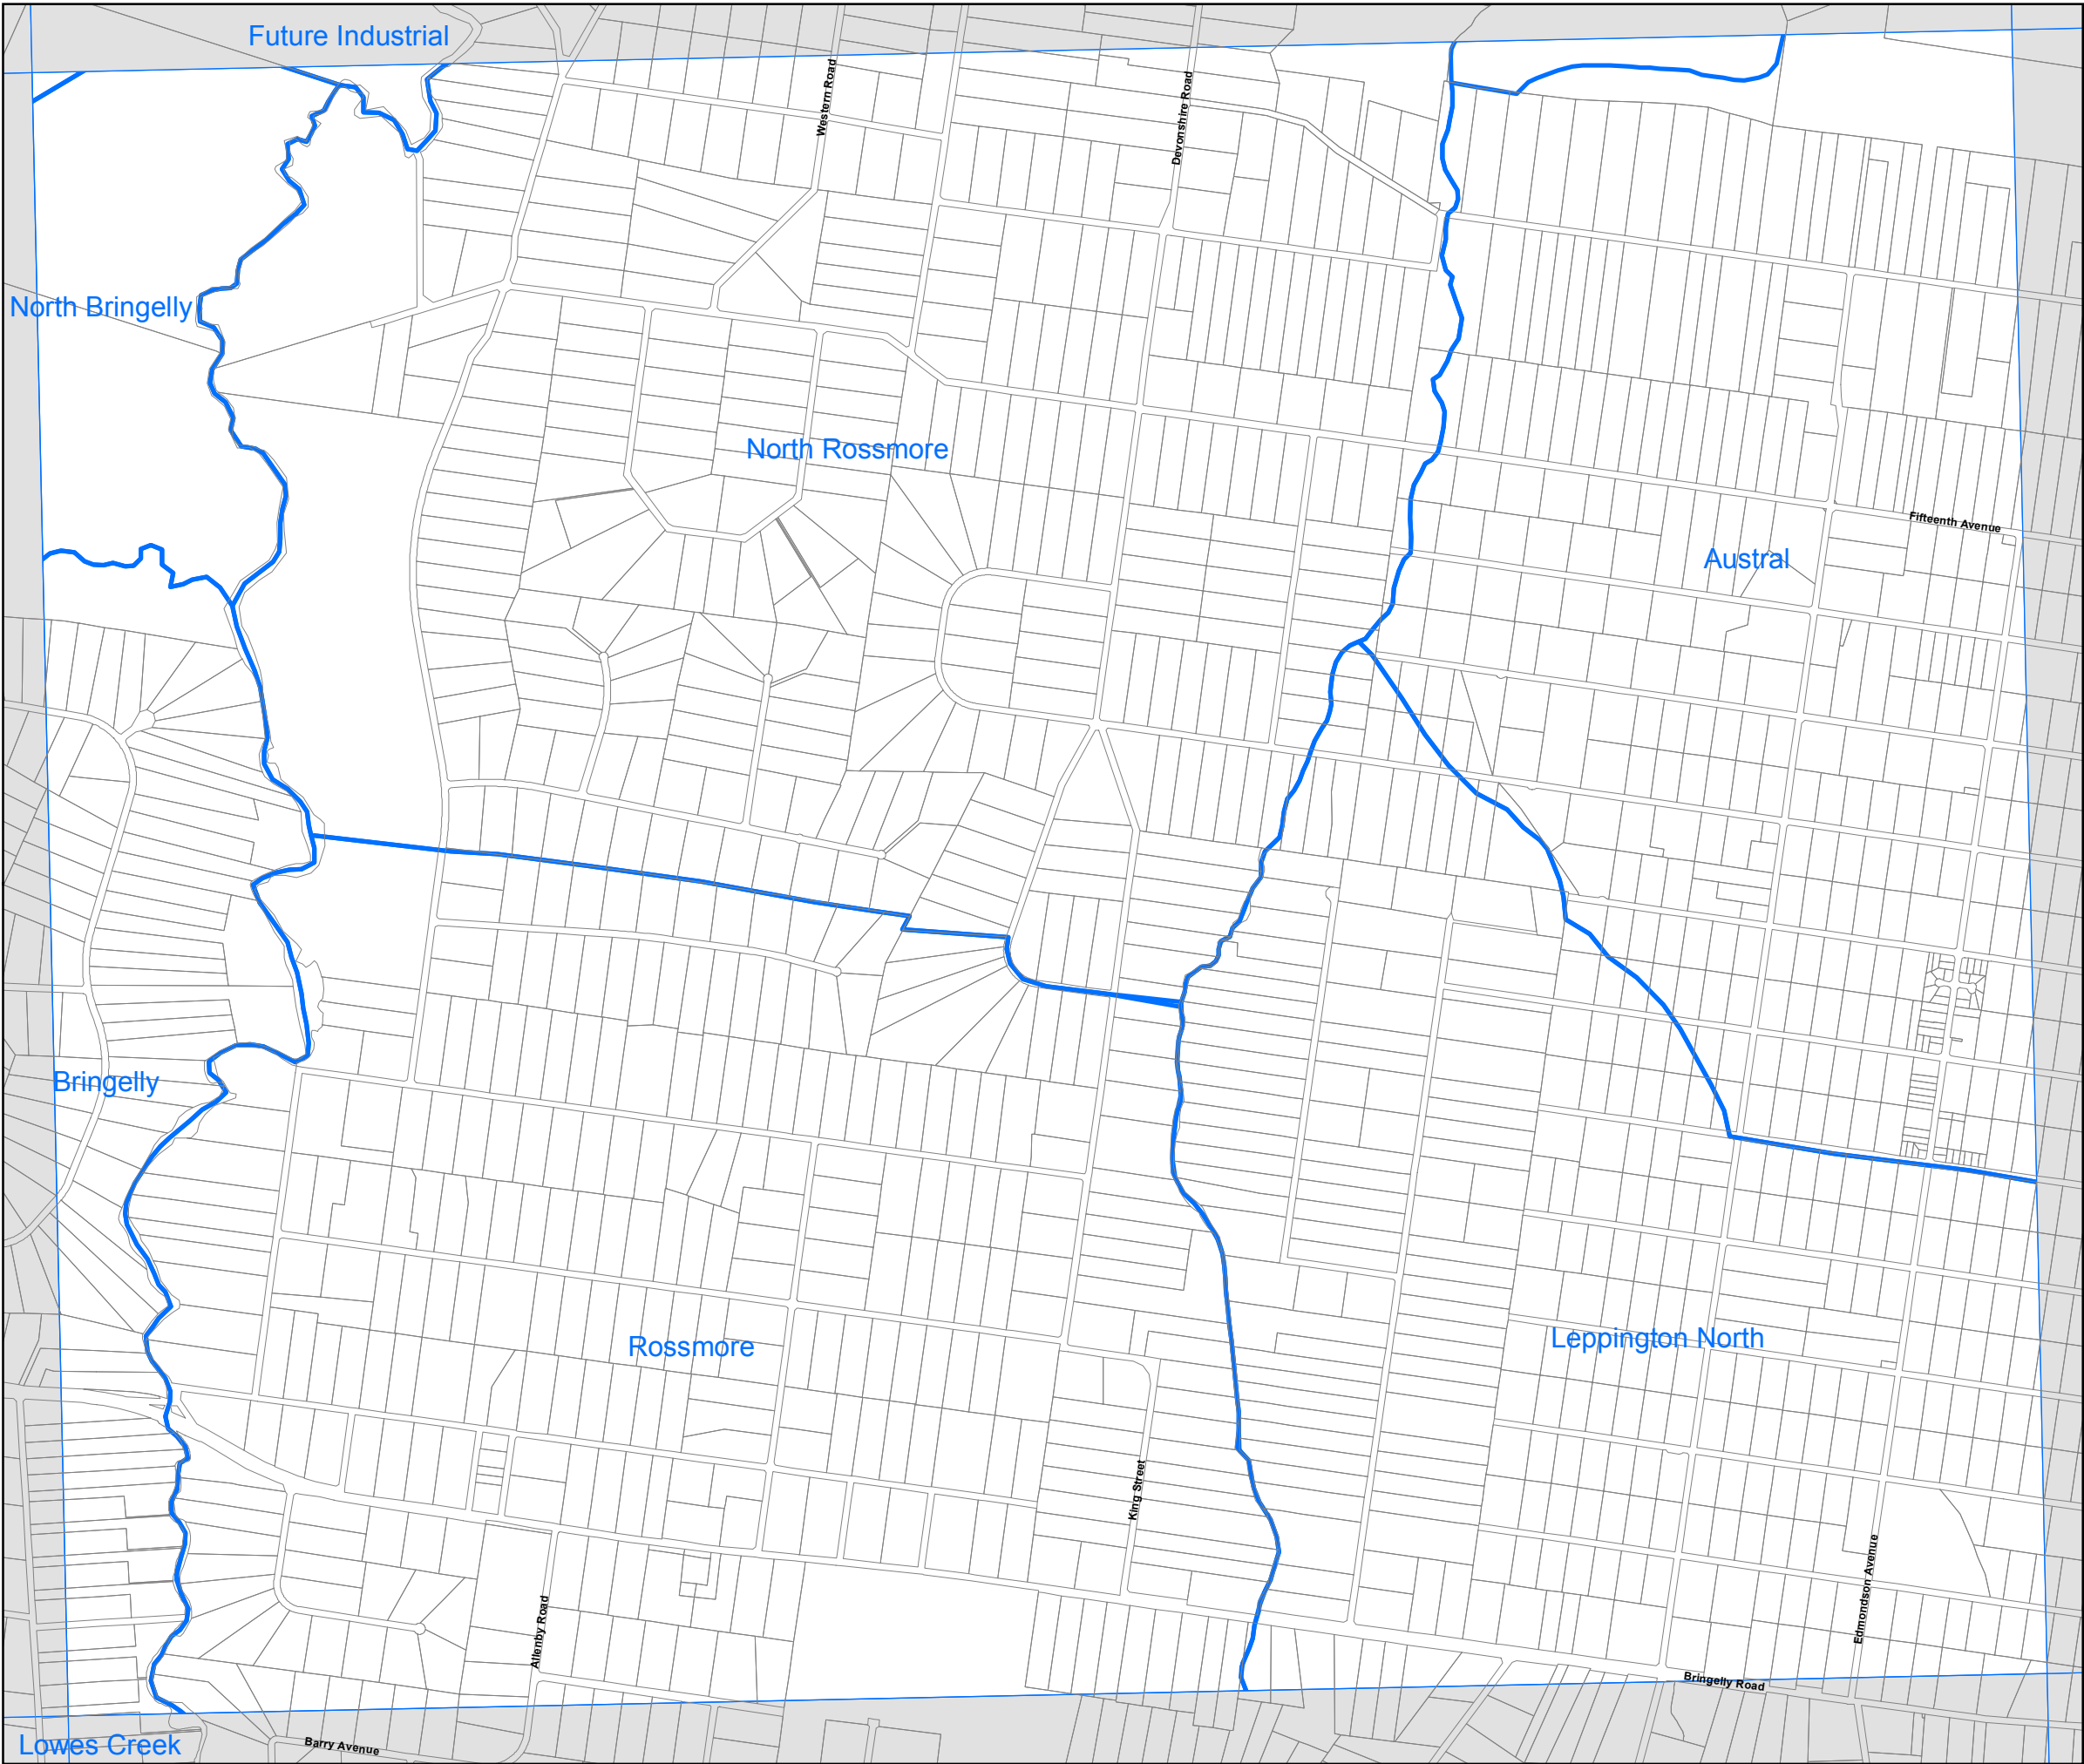 Future Industrial
Western Road
Devonshire Road
North Bringelly
North Rossmore
Fifteenth Avenue
Austral
Bringelly
Rossmore
Leppington North
King Street
Allenby Road
Edmondson Avenue
Bringelly Road
Lowes Creek
Barry Avenue